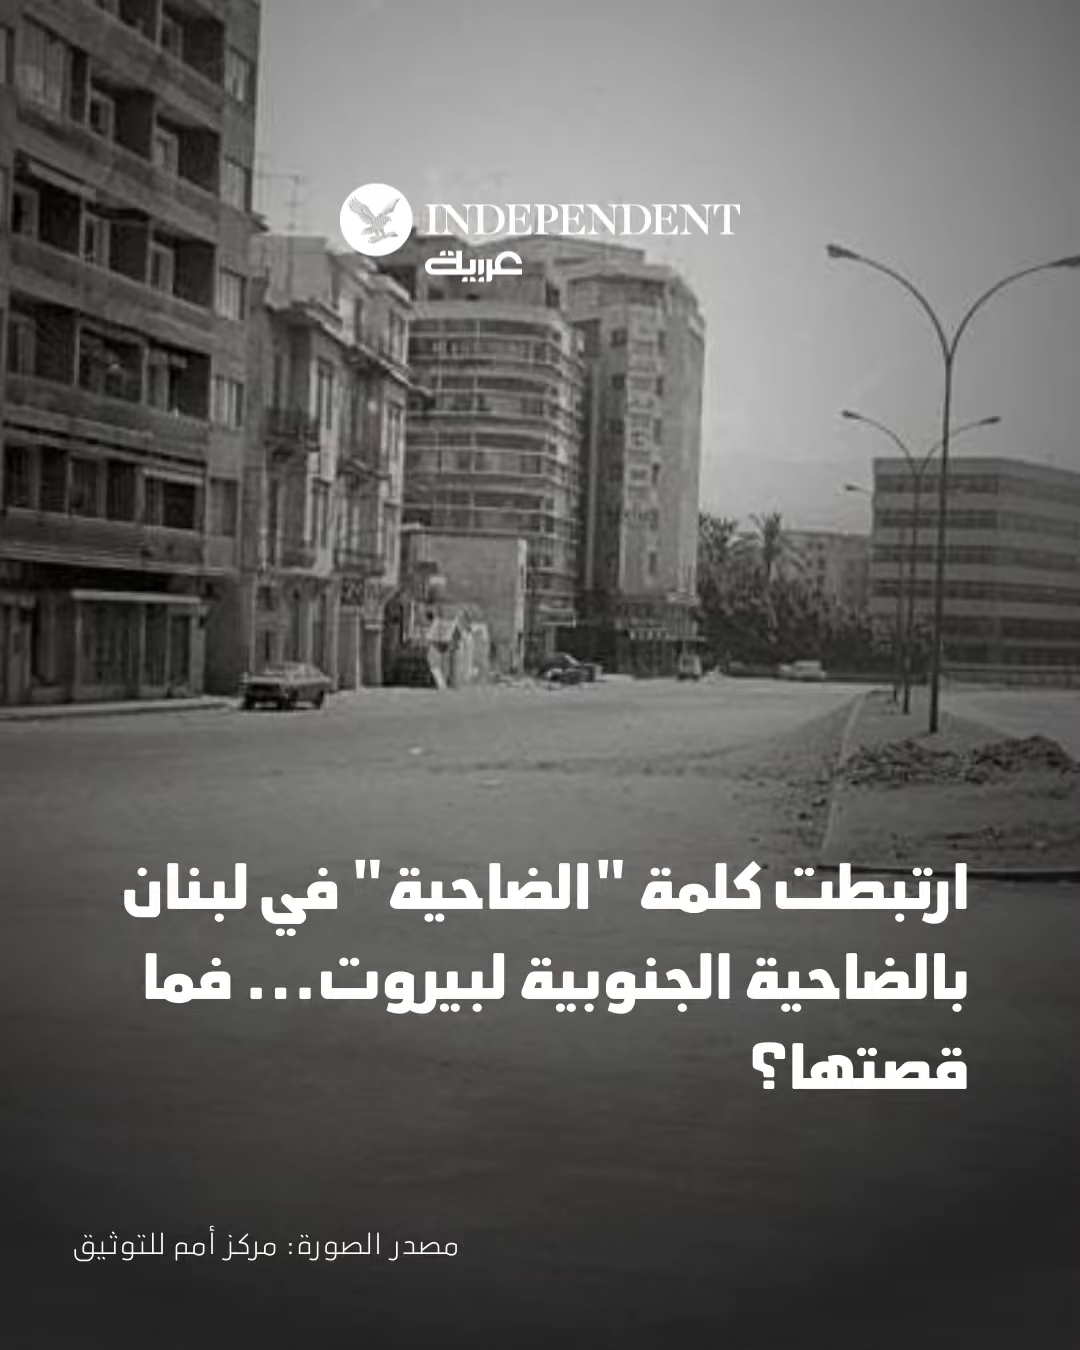 INDEPENDENT
عربية
ارتبطت كلمة "الضاحية" في لبنان
بالضاحية الجنوبية لبيروت... فما
قصتها؟
مصدر الصورة: مركز أمم للتوثيق